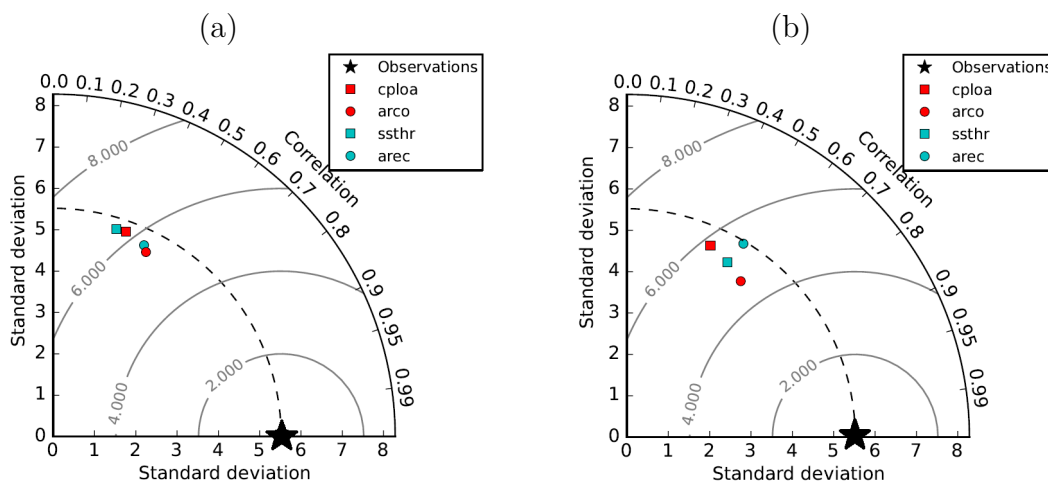 (a)
Observations
cploa
arco
ssthr
arec
0.0 0.1 0.2 0.3 0.4 0.5 0.6 0.7 0.8 0.9 0.95 0.99
Correlation
8
7
6
5
4
3
2
1
0
Standard deviation
8.000
6.000
4.000
2.000
0 1 2 3 4 5 6 7 8
Standard deviation
(b)
Observations
cploa
arco
ssthr
arec
0.0 0.1 0.2 0.3 0.4 0.5 0.6 0.7 0.8 0.9 0.95 0.99
Correlation
8
7
6
5
4
3
2
1
0
Standard deviation
8.000
6.000
4.000
2.000
0 1 2 3 4 5 6 7 8
Standard deviation